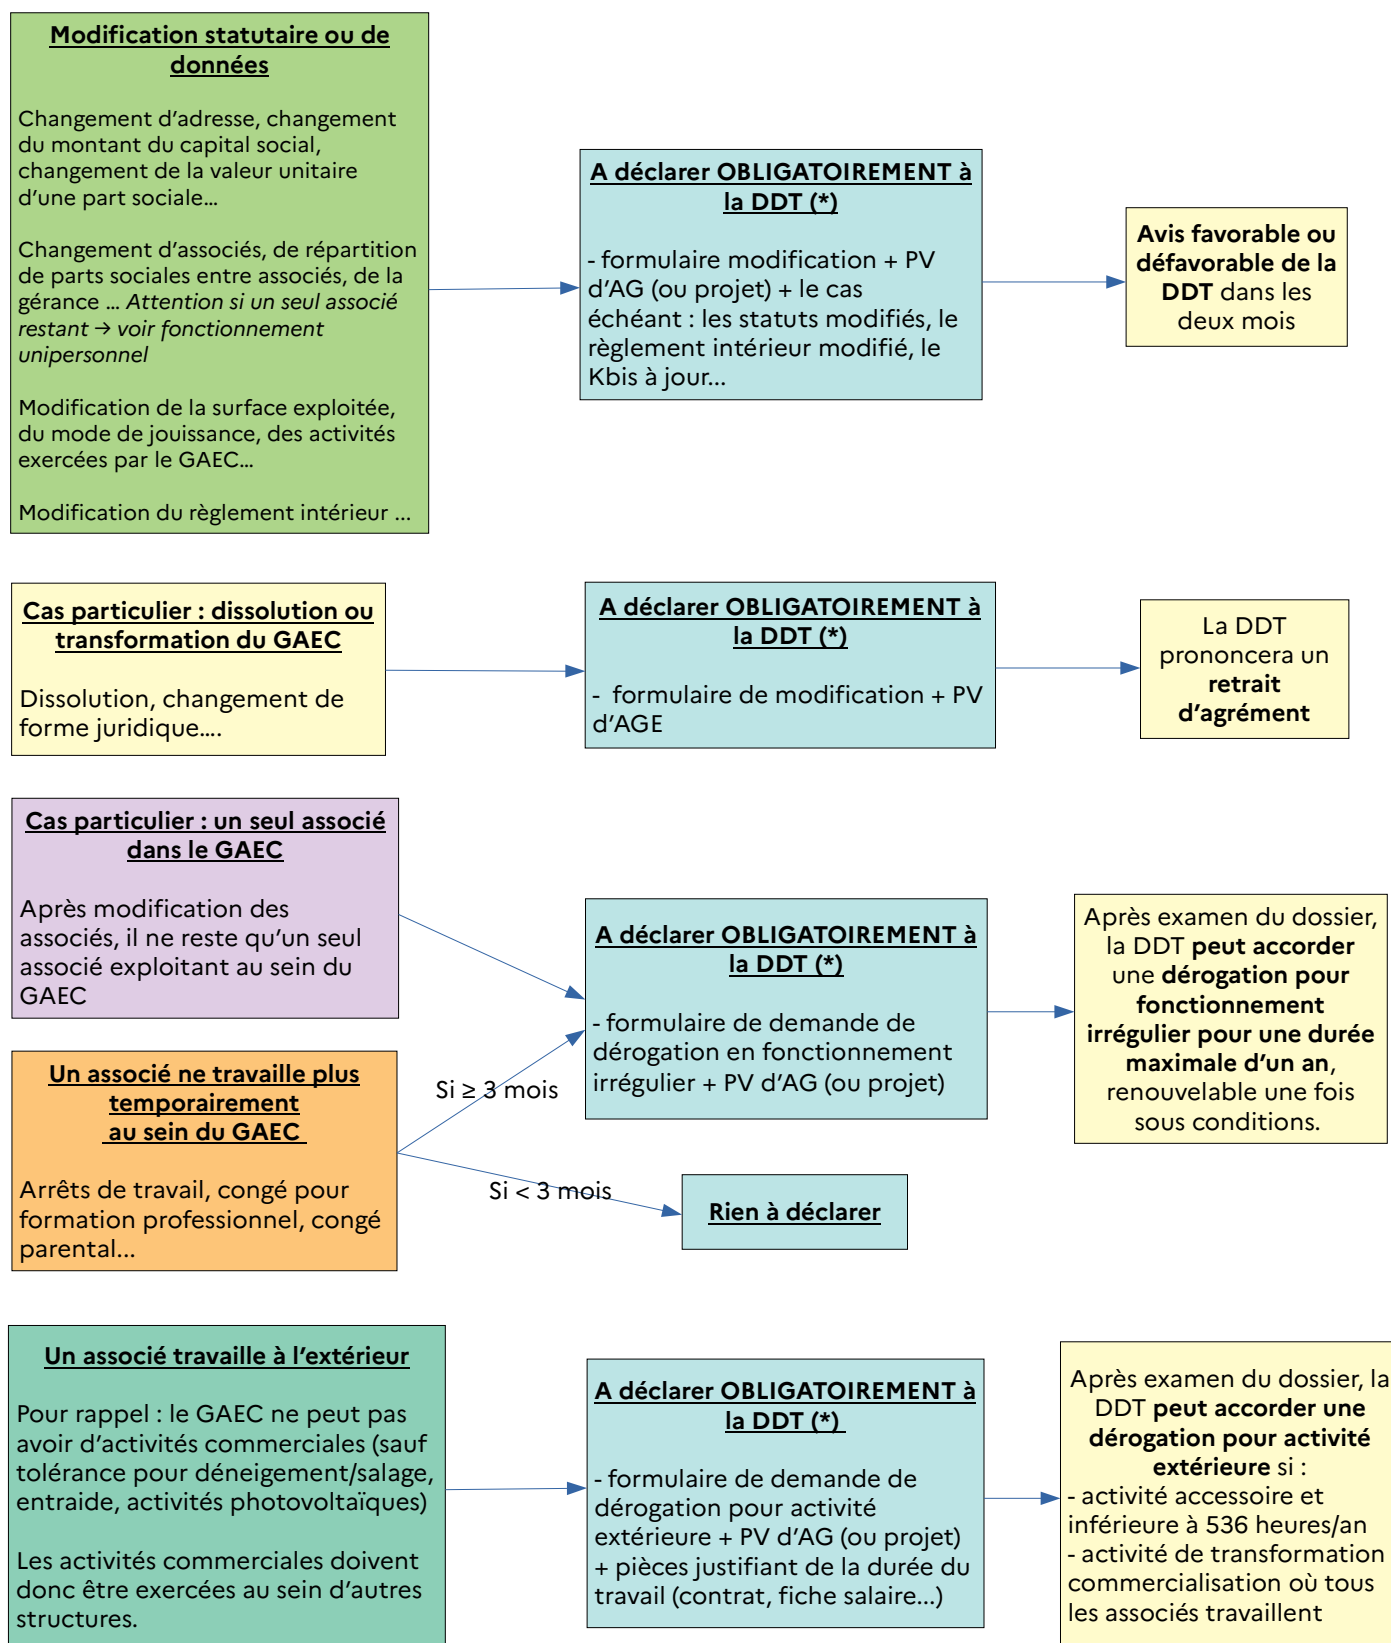 Modification statutaire ou de
données
Changement d’adresse, changement
du montant du capital social,
changement de la valeur unitaire
d’une part sociale…
Changement d’associés, de répartition
de parts sociales entre associés, de la
gérance … Attention si un seul associé
restant → voir fonctionnement
unipersonnel
Modification de la surface exploitée,
du mode de jouissance, des activités
exercées par le GAEC…
Modification du règlement intérieur ...
A déclarer OBLIGATOIREMENT à
la DDT (*)
- formulaire modification + PV
d’AG (ou projet) + le cas
échéant : les statuts modifiés, le
règlement intérieur modifié, le
Kbis à jour...
Avis favorable ou
défavorable de la
DDT dans les
deux mois
Cas particulier : dissolution ou
transformation du GAEC
Dissolution, changement de
forme juridique….
A déclarer OBLIGATOIREMENT à
la DDT (*)
- formulaire de modification + PV
d’AGE
La DDT
prononcera un
retrait
d’agrément
Cas particulier : un seul associé
dans le GAEC
Après modification des
associés, il ne reste qu’un seul
associé exploitant au sein du
GAEC
Un associé ne travaille plus
temporairement
au sein du GAEC
Arrêts de travail, congé pour
formation professionnel, congé
parental...
Si ≥ 3 mois
Si < 3 mois
A déclarer OBLIGATOIREMENT à
la DDT (*)
- formulaire de demande de
dérogation en fonctionnement
irrégulier + PV d’AG (ou projet)
Rien à déclarer
Après examen du dossier,
la DDT peut accorder
une dérogation pour
fonctionnement
irrégulier pour une durée
maximale d’un an,
renouvelable une fois
sous conditions.
Un associé travaille à l’extérieur
Pour rappel : le GAEC ne peut pas
avoir d’activités commerciales (sauf
tolérance pour déneigement/salage,
entraide, activités photovoltaïques)
Les activités commerciales doivent
donc être exercées au sein d’autres
structures.
A déclarer OBLIGATOIREMENT à
la DDT (*)
- formulaire de demande de
dérogation pour activité
extérieure + PV d’AG (ou projet)
+ pièces justifiant de la durée du
travail (contrat, fiche salaire...)
Après examen du dossier, la
DDT peut accorder une
dérogation pour activité
extérieure si :
- activité accessoire et
inférieure à 536 heures/an
- activité de transformation
commercialisation où tous
les associés travaillent